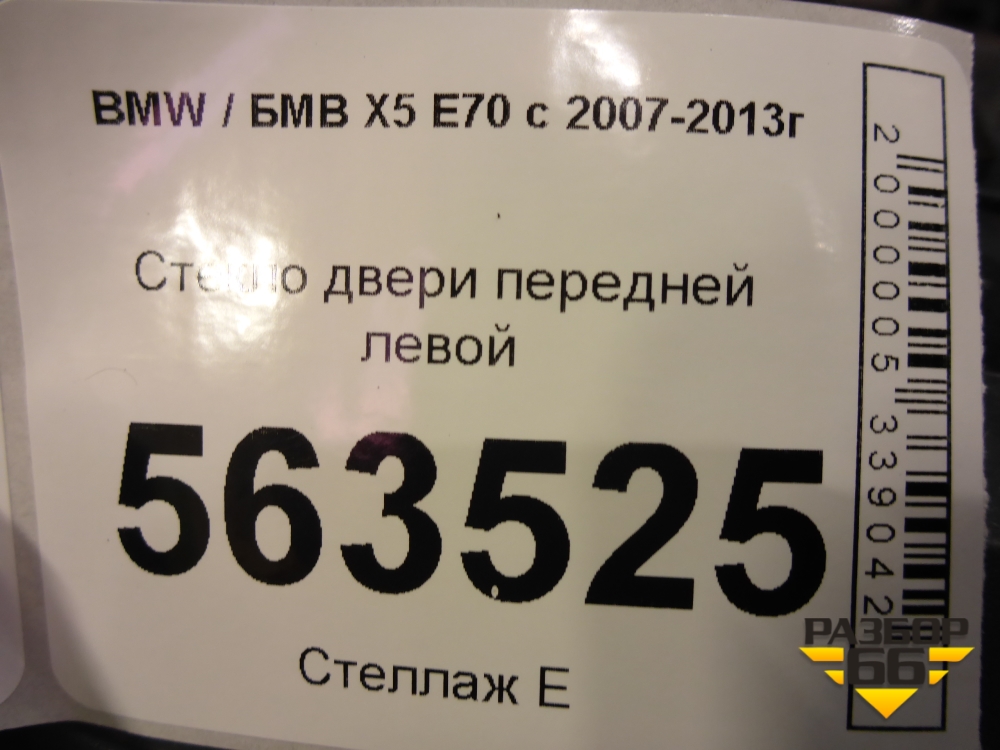 BMW / БМВ X5 E70 с 2007-2013г
Стекло двери передней
левой
563525
Стеллаж Е
2000005339042
РАЗБОР
66